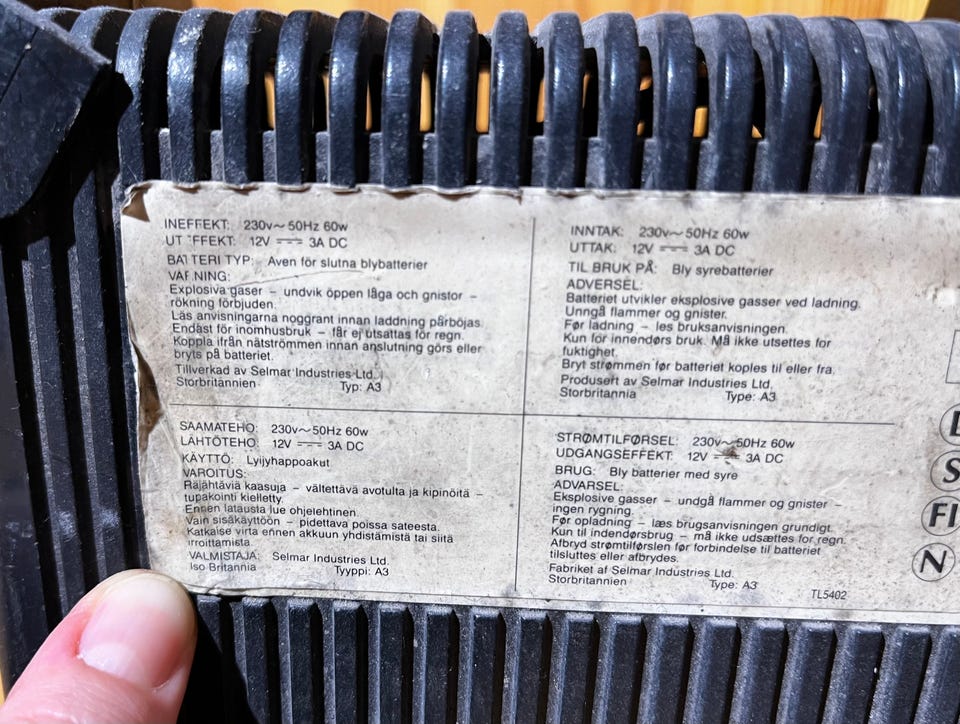 INEFFEKT: 230v~ 50Hz 60w
UT EFFEKT: 12V ⎓ 3A DC
BATTERI TYP: Aven för slutna blybatterier
VARNING:
Explosiva gaser – undvik öppen låga och gnistor –
rökning förbjuden.
Läs anvisningarna noggrant innan laddning pårböjas.
Endast för inomhusbruk – får ej utsattas för regn.
Koppla ifrån nätströmmen innan anslutning görs eller
bryts på batteriet.
Tillverkad av Selmar Industries Ltd.
Storbritannien Typ: A3
INNTAK: 230v~ 50Hz 60w
UTTAK: 12V ⎓ 3A DC
TIL BRUK PÅ: Bly syrebatterier
ADVERSEL:
Batteriet utvikler eksplosive gasser ved ladning.
Unngå flammer og gnister.
Før ladning – les bruksanvisningen.
Kun for innendørs bruk. Må ikke utsettes for
fuktighet.
Bryt strømmen før batteriet koples til eller fra.
Produsert av Selmar Industries Ltd.
Storbritannia Type: A3
SAAMATEHO: 230v~50Hz 60w
LÄHTÖTEHO: 12V ⎓ 3A DC
KÄYTTÖ: Lyijyhappoakut
VAROITUS:
Räjähtäviä kaasuja – vältettävä avotulta ja kipinöitä –
tupakointi kielletty.
Ennen latausta lue ohjelehtinen.
Vain sisäkäyttöön – pidettava poissa sateesta.
Katkaise virta ennen akkuun yhdistämistä tai siitä
irroittamista.
VALMISTAJA: Selmar Industries Ltd.
Iso-Britannia Tyyppi: A3
STRØMTILFØRSEL: 230v~50Hz 60w
UDGANGSEFFEKT: 12V ⎓ 3A DC
BRUG: Bly batterier med syre
ADVARSEL:
Eksplosive gasser – undgå flammer og gnister –
ingen rygning.
Før opladning – læs brugsanvisningen grundigt.
Kun til indendørsbrug – må ikke udsættes for regn.
Afbryd strømtilførslen før forbindelse til batteriet
tilsluttes eller afbrydes.
Fabriket af Selmar Industries Ltd.
Storbritannien Type: A3
TL5402
S
FI
N